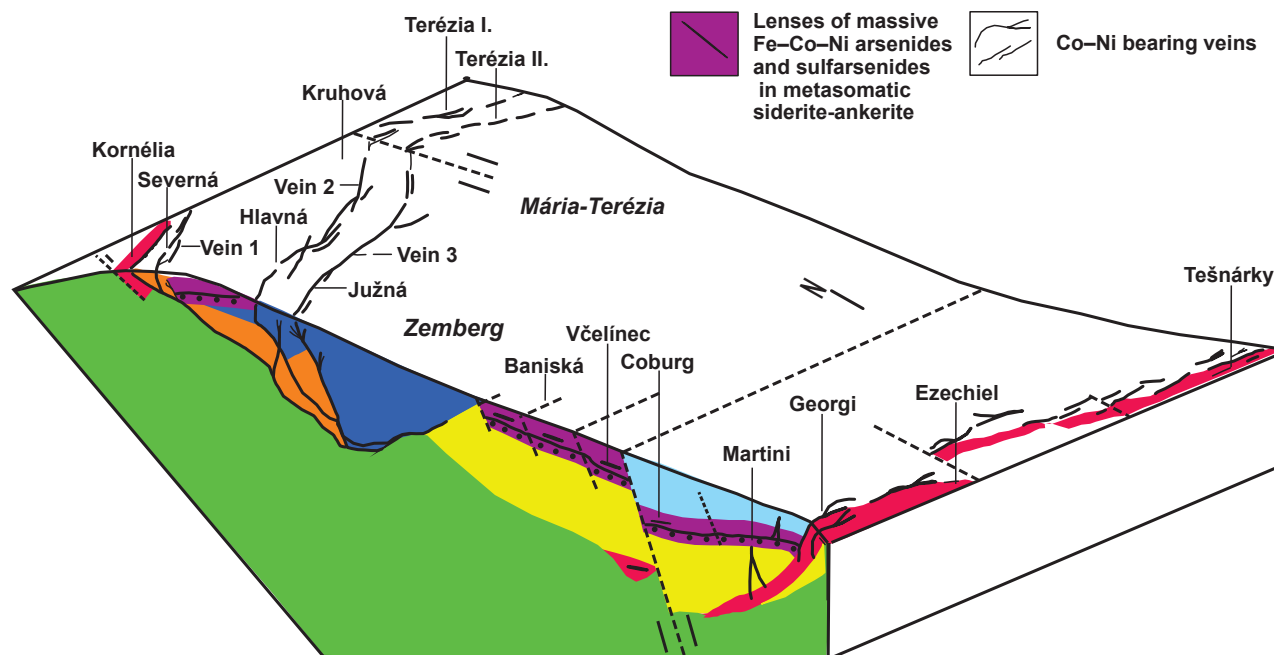 Terézia I.
Terézia II.
Kruhová
Kornélia
Severná
Vein 2
Hlavná
Vein 1
Vein 3
Južná
Mária-Terézia
Zemberg
N
Včelínec
Baniská
Coburg
Tešnárky
Georgi
Ezechiel
Martini
Lenses of massive
Fe–Co–Ni arsenides
and sulfarsenides
in metasomatic
siderite-ankerite
Co–Ni bearing veins